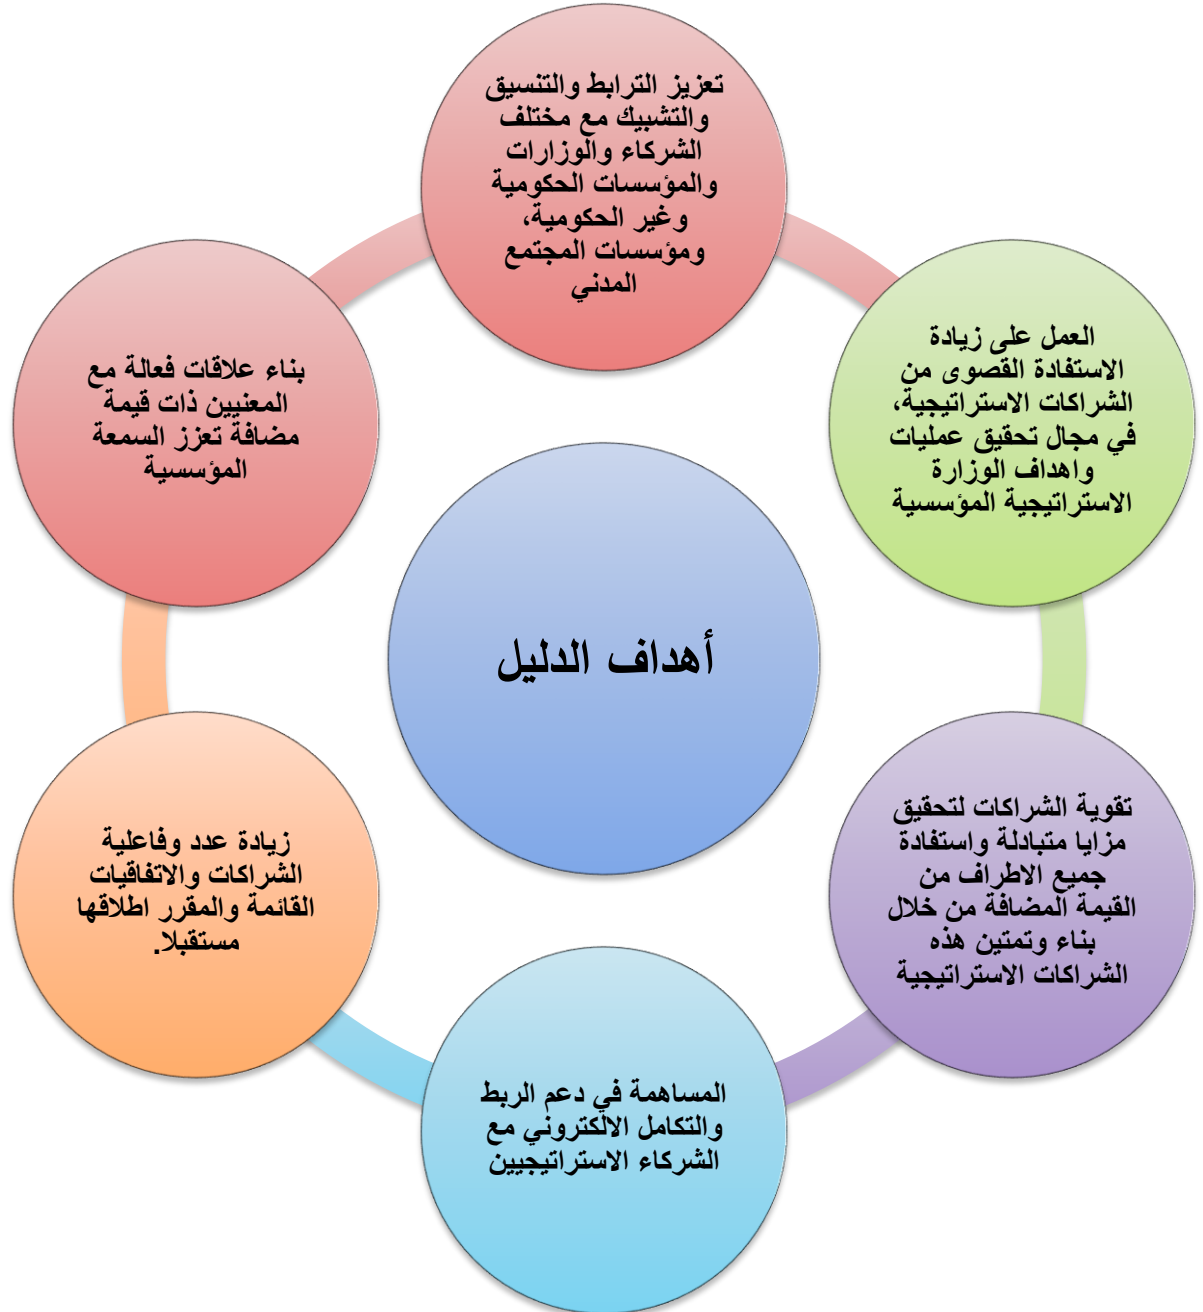 تعزيز الترابط والتنسيق
والتشبيك مع مختلف
الشركاء والوزارات
والمؤسسات الحكومية
وغير الحكومية،
ومؤسسات المجتمع
المدني
العمل على زيادة
الاستفادة القصوى من
الشراكات الاستراتيجية،
في مجال تحقيق عمليات
واهداف الوزارة
الاستراتيجية المؤسسية
تقوية الشراكات لتحقيق
مزايا متبادلة واستفادة
جميع الاطراف من
القيمة المضافة من خلال
بناء وتمتين هذه
الشراكات الاستراتيجية
المساهمة في دعم الربط
والتكامل الالكتروني مع
الشركاء الاستراتيجيين
زيادة عدد وفاعلية
الشراكات والاتفاقيات
القائمة والمقرر اطلاقها
مستقبلا.
بناء علاقات فعالة مع
المعنيين ذات قيمة
مضافة تعزز السمعة
المؤسسية
أهداف الدليل